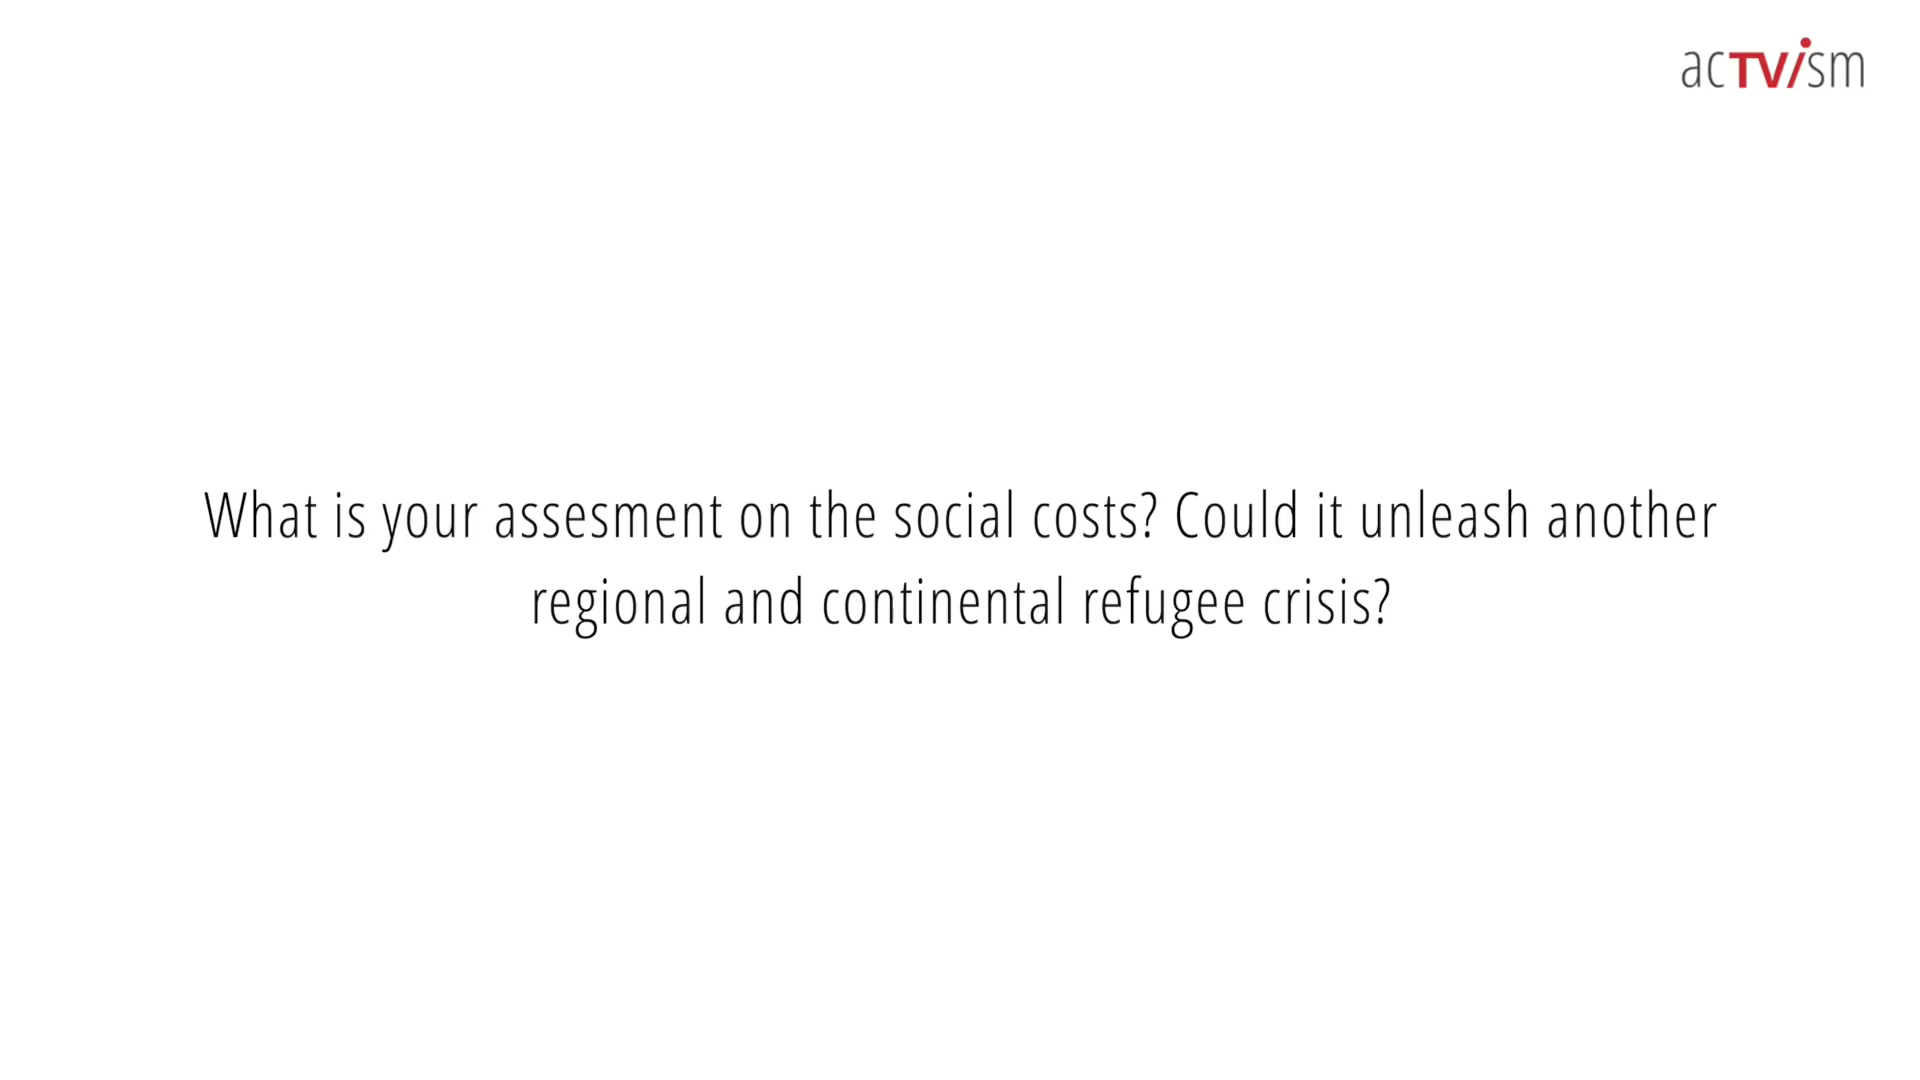 acTVism
What is your assesment on the social costs? Could it unleash another
regional and continental refugee crisis?